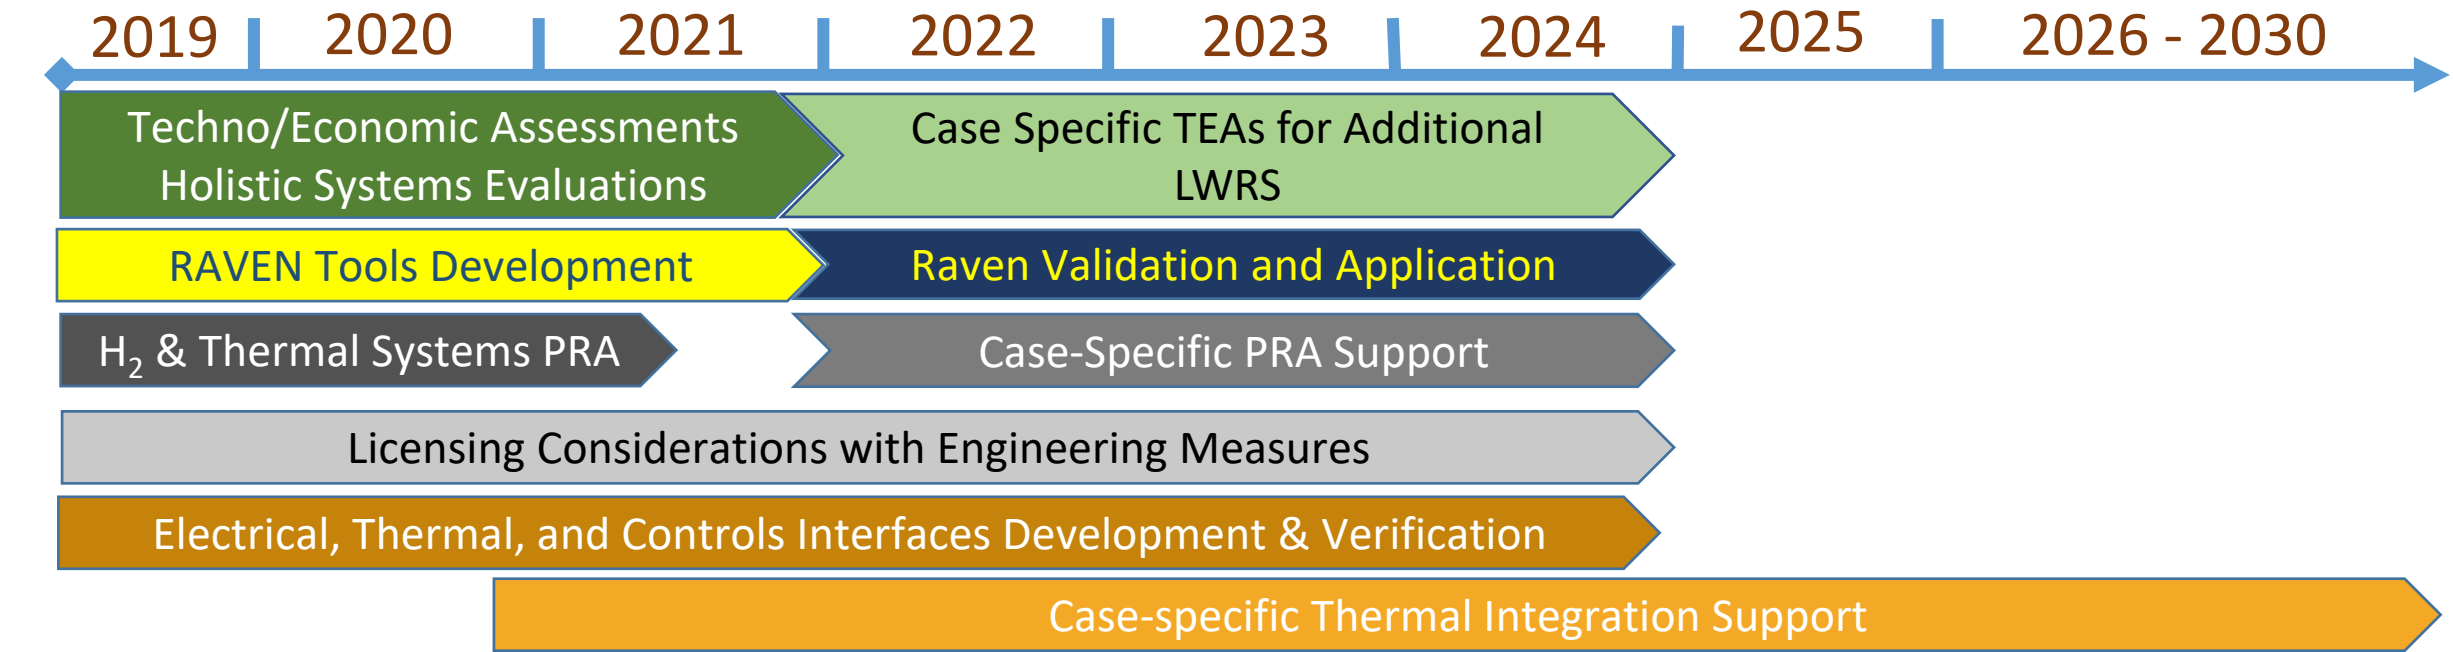 2019 2020 2021 2022 2023 2024 2025 2026 - 2030
Techno/Economic Assessments
Holistic Systems Evaluations
Case Specific TEAs for Additional
LWRS
RAVEN Tools Development
Raven Validation and Application
H₂ & Thermal Systems PRA
Case-Specific PRA Support
Licensing Considerations with Engineering Measures
Electrical, Thermal, and Controls Interfaces Development & Verification
Case-specific Thermal Integration Support